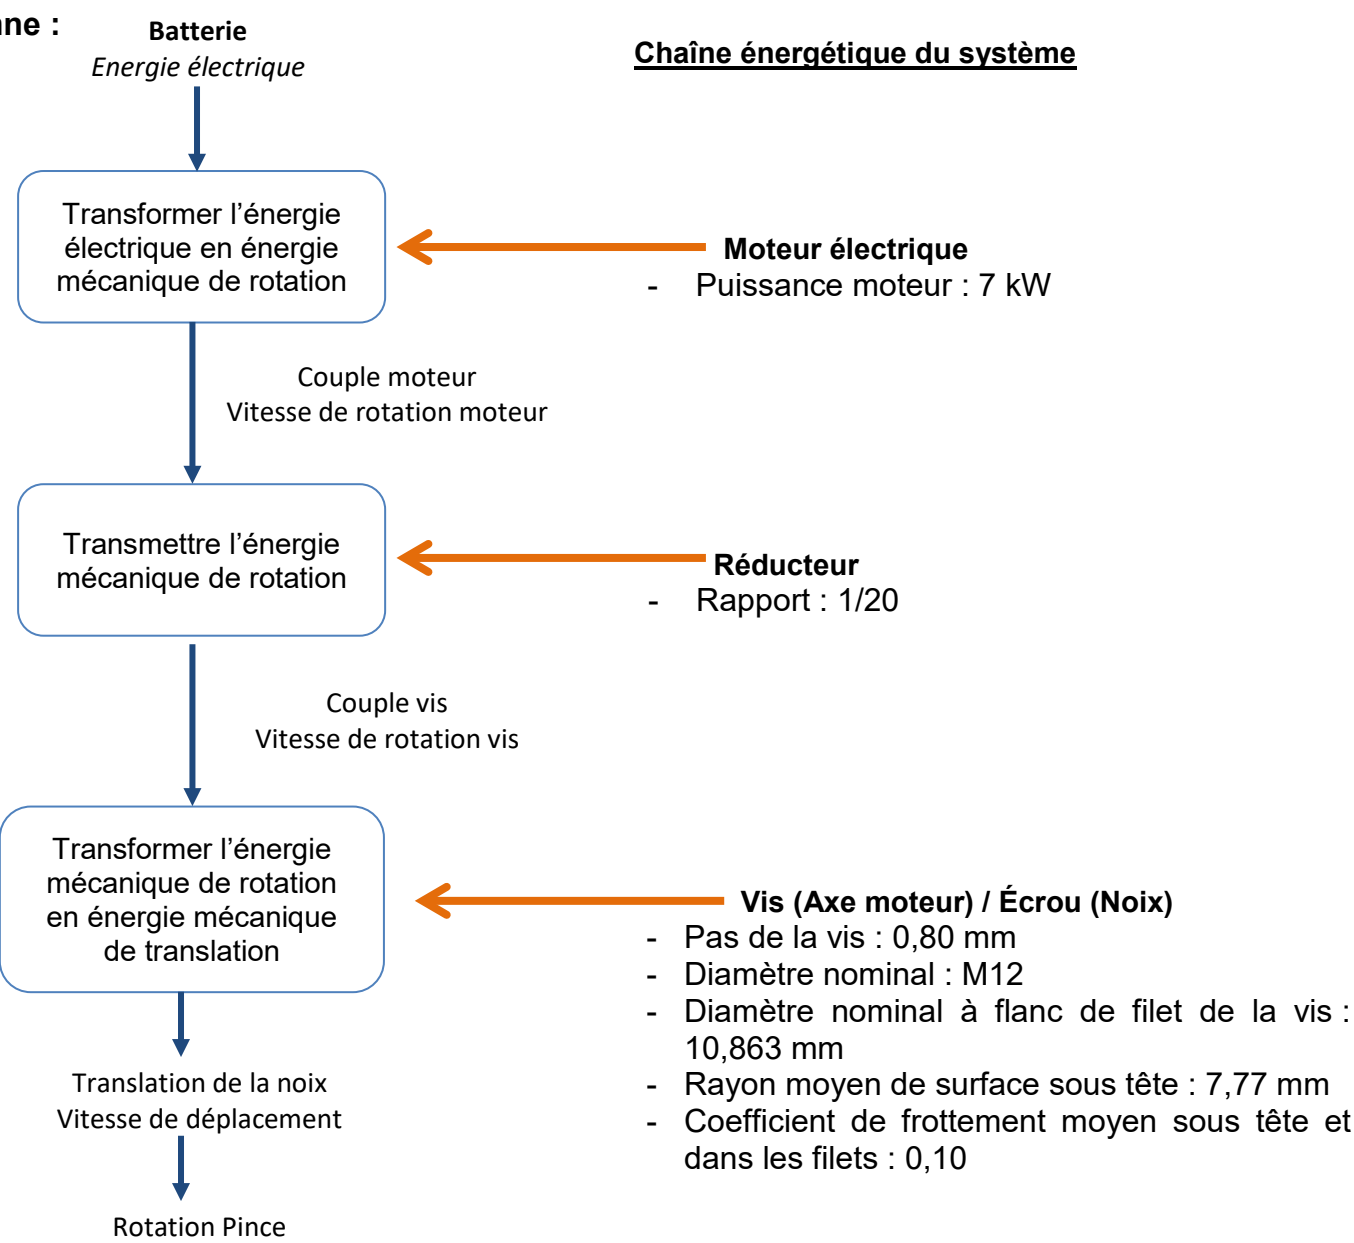 nne :
Batterie
Energie électrique
Chaîne énergétique du système
Transformer l’énergie
électrique en énergie
mécanique de rotation
Moteur électrique
- Puissance moteur : 7 kW
Couple moteur
Vitesse de rotation moteur
Transmettre l’énergie
mécanique de rotation
Réducteur
- Rapport : 1/20
Couple vis
Vitesse de rotation vis
Transformer l’énergie
mécanique de rotation
en énergie mécanique
de translation
Vis (Axe moteur) / Écrou (Noix)
- Pas de la vis : 0,80 mm
- Diamètre nominal : M12
- Diamètre nominal à flanc de filet de la vis :
10,863 mm
- Rayon moyen de surface sous tête : 7,77 mm
- Coefficient de frottement moyen sous tête et
dans les filets : 0,10
Translation de la noix
Vitesse de déplacement
Rotation Pince